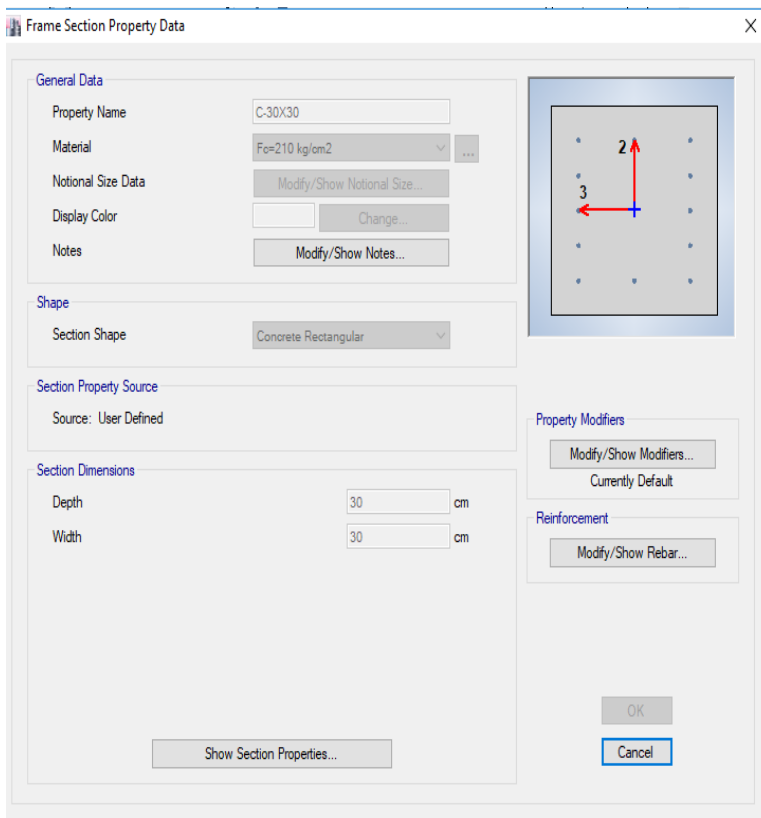 Frame Section Property Data
General Data
Property Name C-30X30
Material Fc=210 kg/cm2 ...
Notional Size Data Modify/Show Notional Size...
Display Color Change...
Notes Modify/Show Notes...
2
3
Shape
Section Shape Concrete Rectangular
Section Property Source
Source: User Defined
Section Dimensions
Depth 30 cm
Width 30 cm
Show Section Properties...
Property Modifiers
Modify/Show Modifiers...
Currently Default
Reinforcement
Modify/Show Rebar...
OK
Cancel